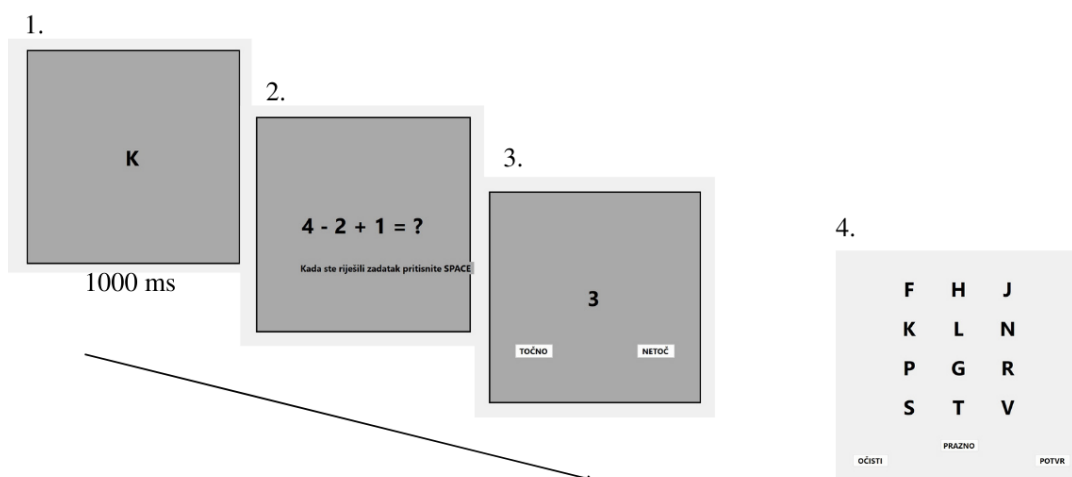 1.
K
1000 ms
2.
4 - 2 + 1 = ?
Kada ste riješili zadatak pritisnite SPACE
3.
3
TOČNO NETOČ
4.
F H J
K L N
P G R
S T V
PRAZNO
OČISTI POTVR